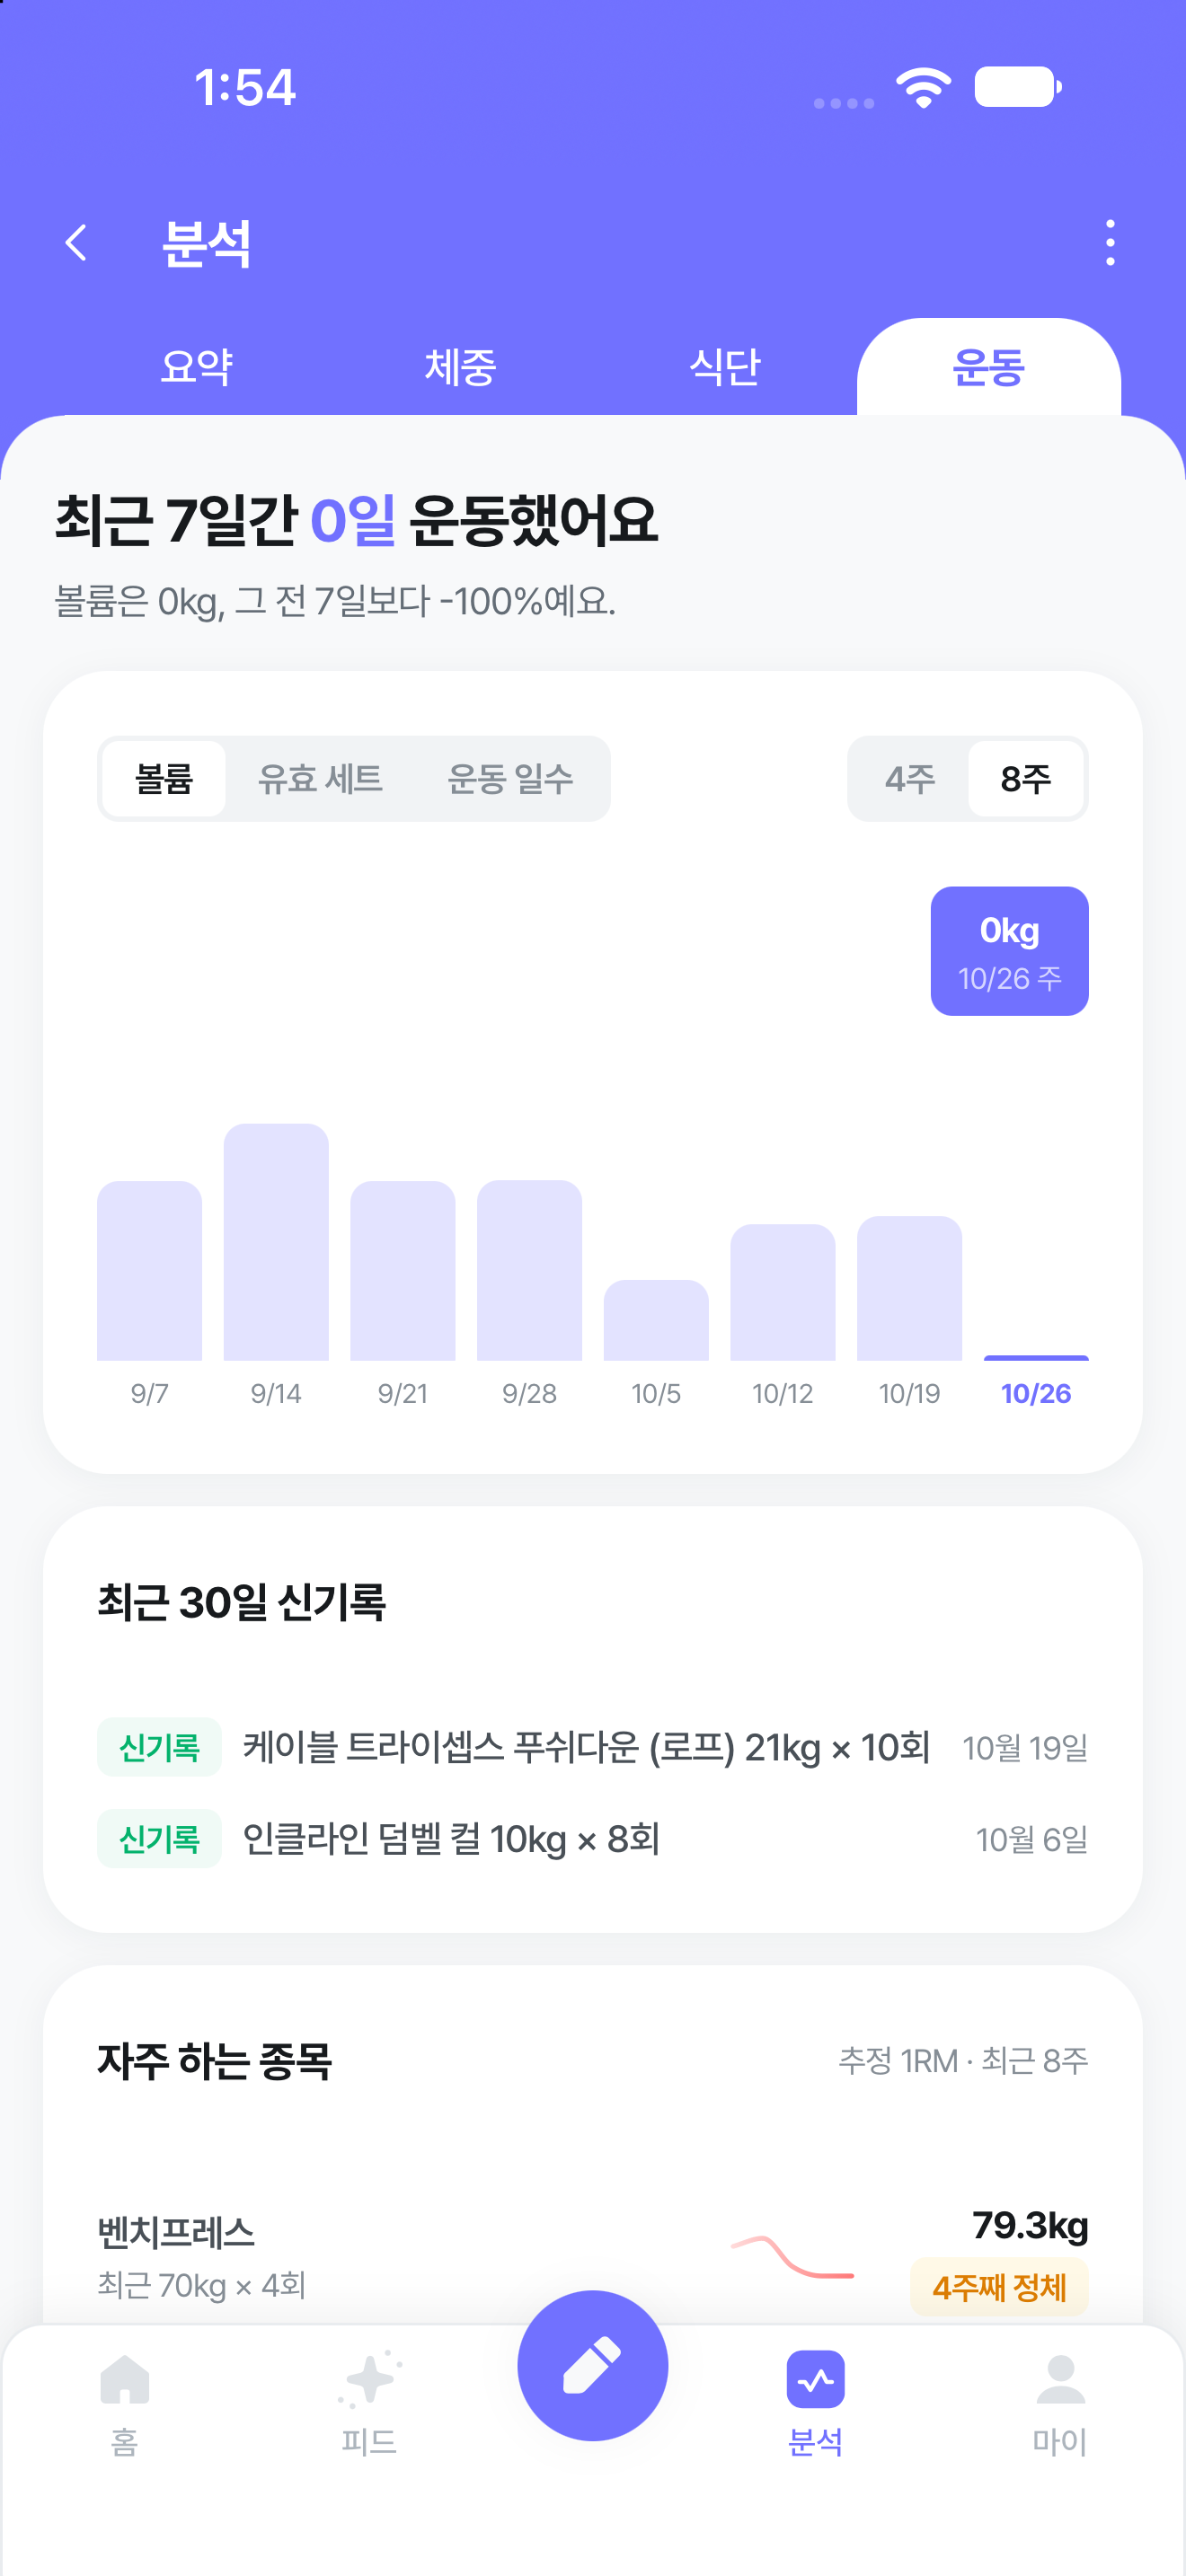 1:54
분석
요약 체중 식단 운동
최근 7일간 0일 운동했어요
볼륨은 0kg, 그 전 7일보다 -100%예요.
볼륨 유효 세트 운동 일수 4주 8주
0kg
10/26 주
9/7 9/14 9/21 9/28 10/5 10/12 10/19 10/26
최근 30일 신기록
신기록 케이블 트라이셉스 푸쉬다운 (로프) 21kg × 10회 10월 19일
신기록 인클라인 덤벨 컬 10kg × 8회 10월 6일
자주 하는 종목 추정 1RM · 최근 8주
벤치프레스 79.3kg
최근 70kg × 4회 4주째 정체
홈 피드 분석 마이